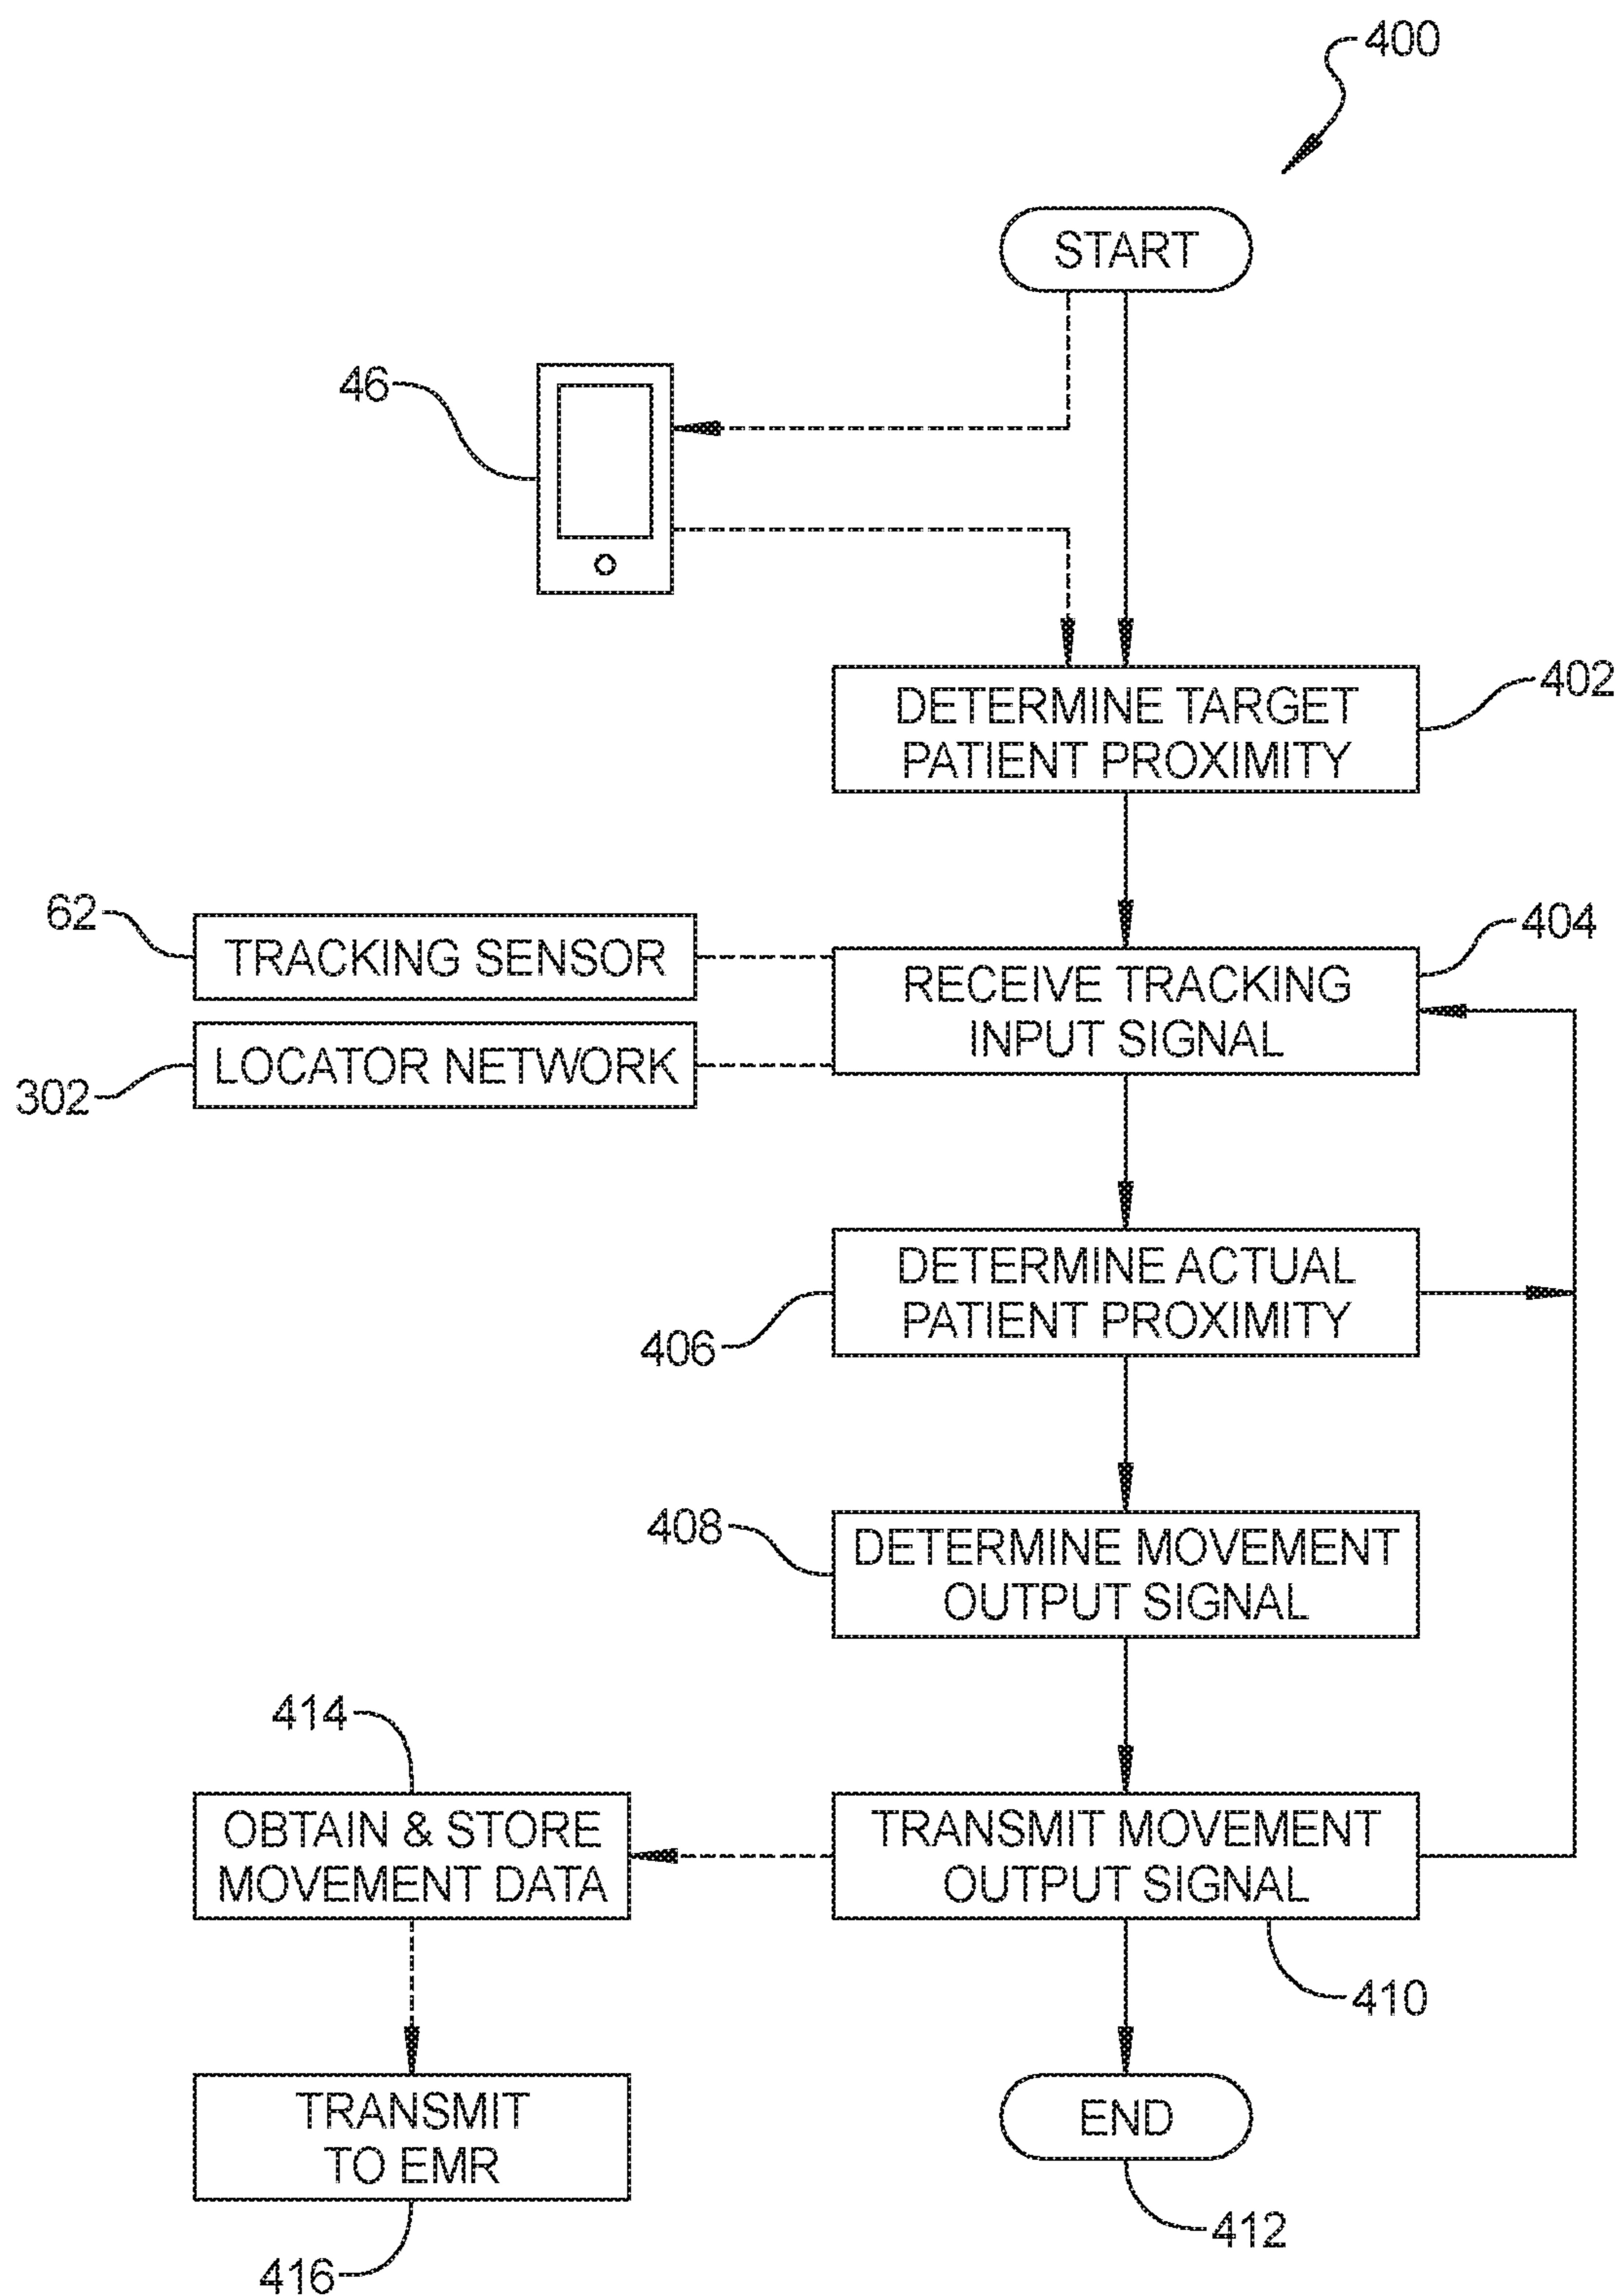 400
START
46
DETERMINE TARGET
PATIENT PROXIMITY
402
62
TRACKING SENSOR
RECEIVE TRACKING
INPUT SIGNAL
404
LOCATOR NETWORK
302
DETERMINE ACTUAL
PATIENT PROXIMITY
406
408
DETERMINE MOVEMENT
OUTPUT SIGNAL
414
OBTAIN & STORE
MOVEMENT DATA
TRANSMIT MOVEMENT
OUTPUT SIGNAL
410
TRANSMIT
TO EMR
416
END
412